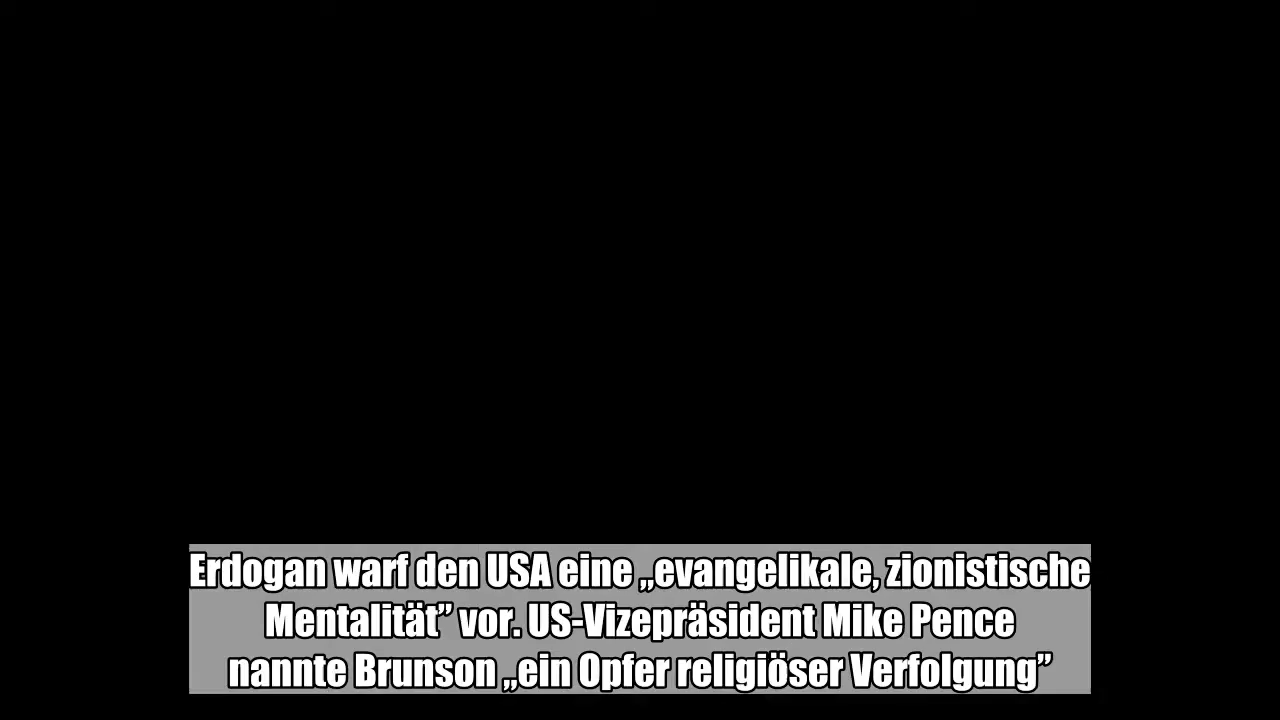 Erdogan warf den USA eine „evangelikale, zionistische
Mentalität” vor. US-Vizepräsident Mike Pence
nannte Brunson „ein Opfer religiöser Verfolgung”